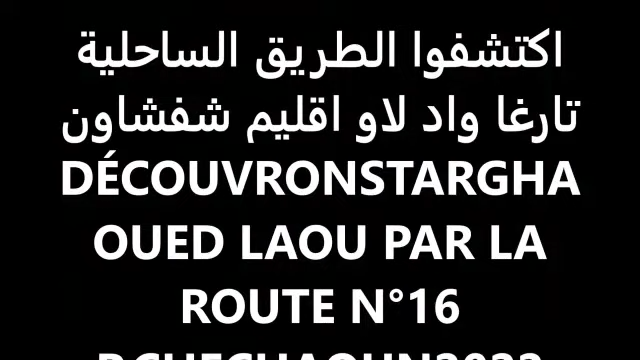 اكتشفوا الطريق الساحلية
تارغا واد لاو اقليم شفشاون
DÉCOUVRONSTARGHA
OUED LAOU PAR LA
ROUTE N°16